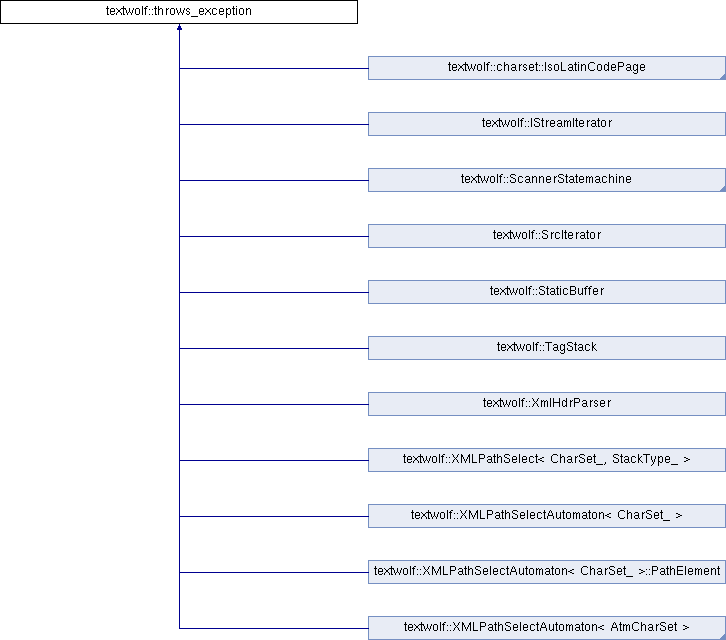 textwolf::throws_exception
textwolf::charset::IsoLatinCodePage
textwolf::IStreamIterator
textwolf::ScannerStatemachine
textwolf::SrcIterator
textwolf::StaticBuffer
textwolf::TagStack
textwolf::XmlHdrParser
textwolf::XMLPathSelect< CharSet_, StackType_ >
textwolf::XMLPathSelectAutomaton< CharSet_ >
textwolf::XMLPathSelectAutomaton< CharSet_ >::PathElement
textwolf::XMLPathSelectAutomaton< AtmCharSet >